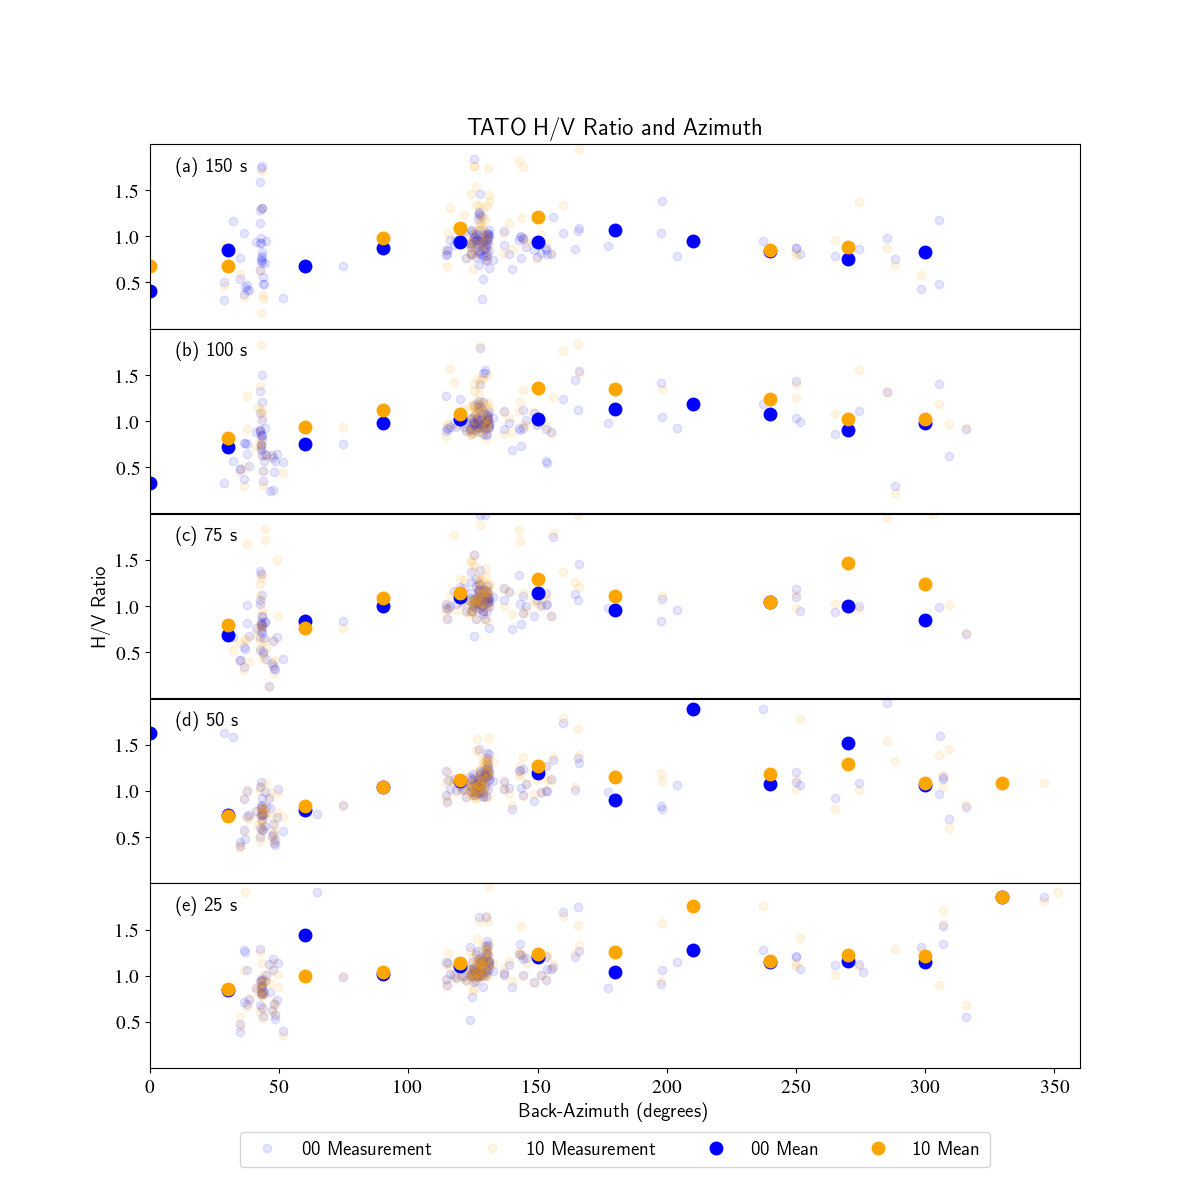 TATO H/V Ratio and Azimuth
(a) 150 s
1.5
1.0
0.5
(b) 100 s
1.5
1.0
0.5
(c) 75 s
1.5
1.0
0.5
H/V Ratio
(d) 50 s
1.5
1.0
0.5
(e) 25 s
1.5
1.0
0.5
0 50 100 150 200 250 300 350
Back-Azimuth (degrees)
00 Measurement 10 Measurement 00 Mean 10 Mean